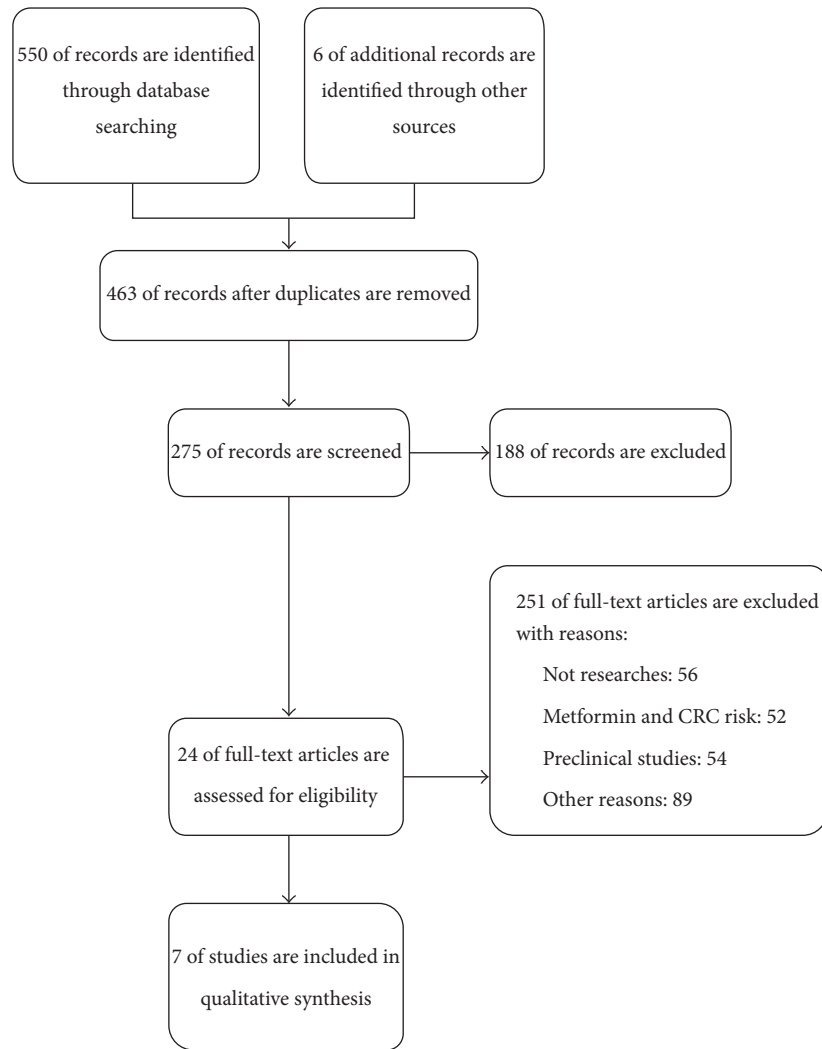 550 of records are identified
through database
searching
6 of additional records are
identified through other
sources
463 of records after duplicates are removed
275 of records are screened
188 of records are excluded
251 of full-text articles are excluded
with reasons:
Not researches: 56
Metformin and CRC risk: 52
Preclinical studies: 54
Other reasons: 89
24 of full-text articles are
assessed for eligibility
7 of studies are included in
qualitative synthesis